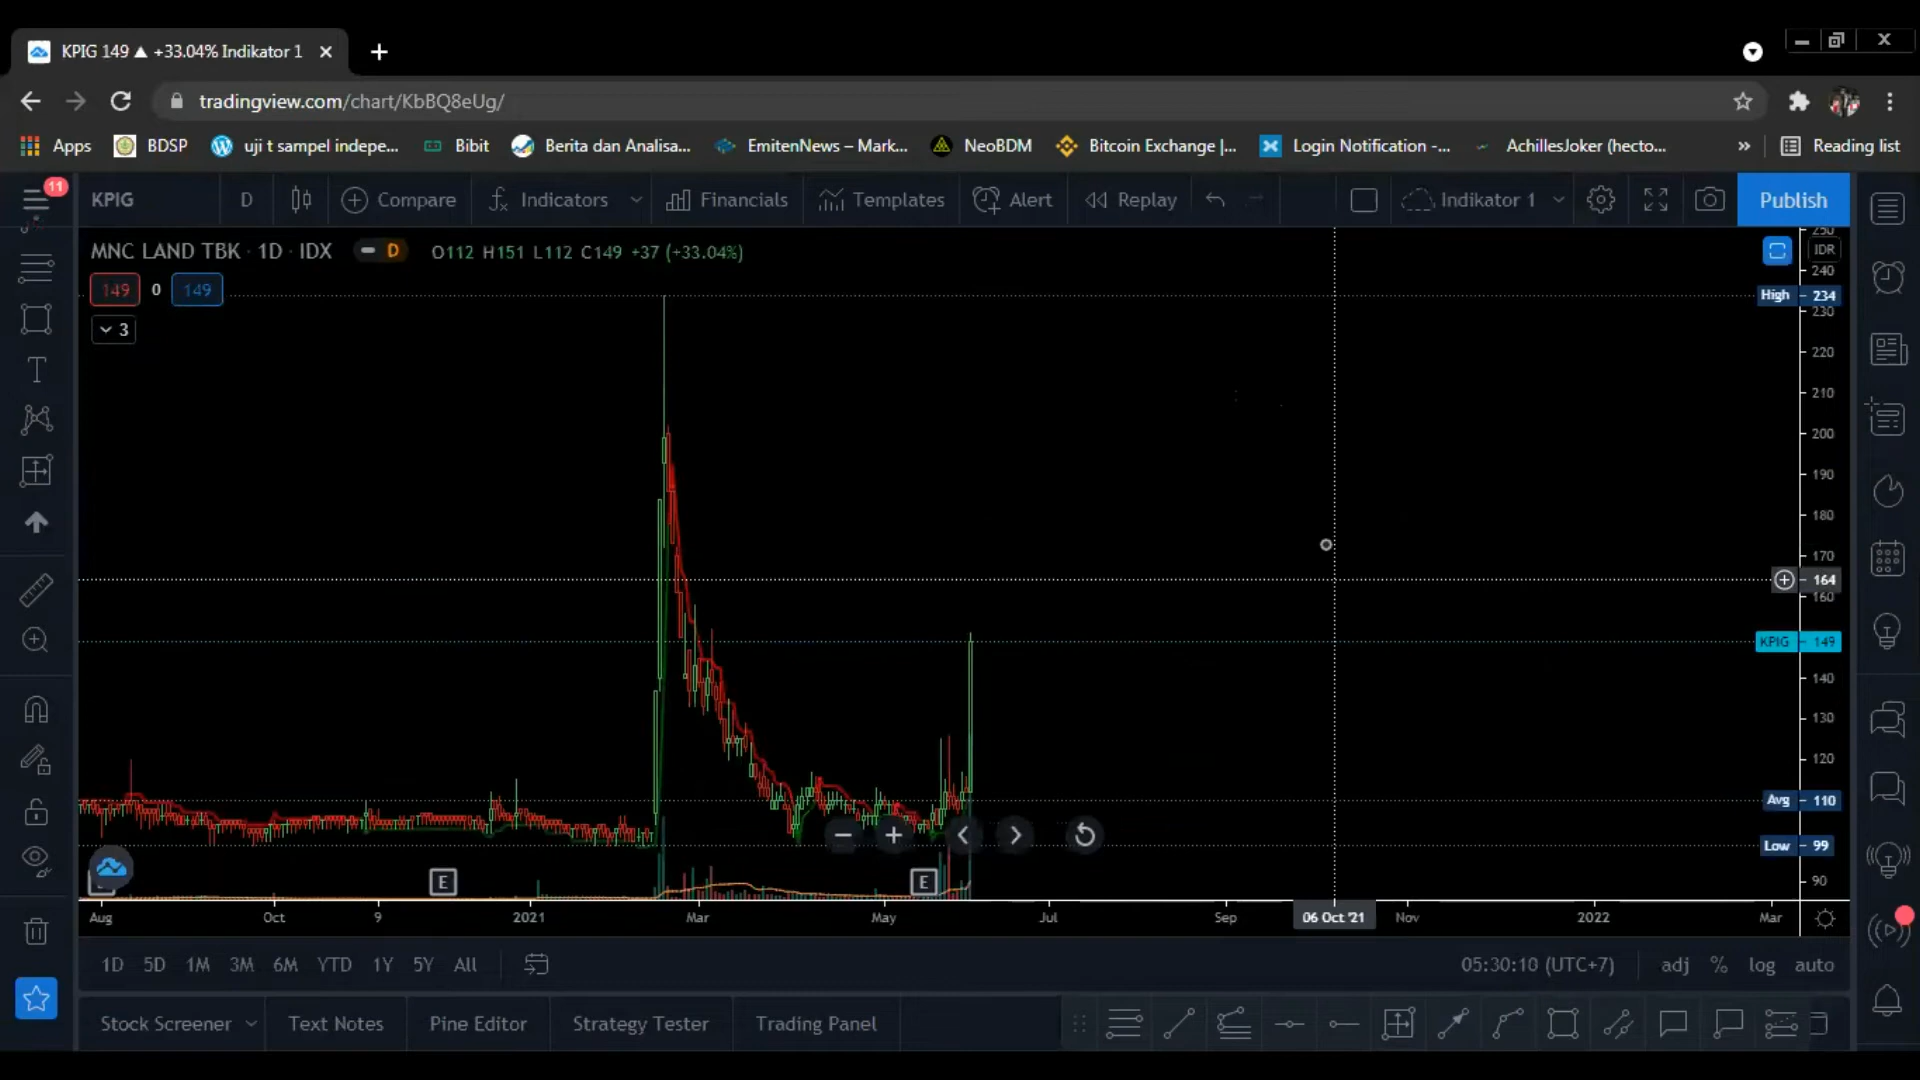 KPIG 149 ▲ +33.04% Indikator 1
tradingview.com/chart/KbBQ8eUg/
Apps BDSP uji t sampel indepe... Bibit Berita dan Analisa... EmitenNews – Mark... NeoBDM Bitcoin Exchange |... Login Notification -... AchillesJoker (hecto... » Reading list
11
KPIG D Compare Indicators Financials Templates Alert Replay Indikator 1 Publish
MNC LAND TBK · 1D · IDX D O112 H151 L112 C149 +37 (+33.04%)
149 0 149
3
250
IDR
240
High 234
230
220
210
200
190
180
170
164
160
KPIG 149
140
130
120
Avg 110
Low 99
90
E E
Aug Oct 9 2021 Mar May Jul Sep 06 Oct '21 Nov 2022 Mar
1D 5D 1M 3M 6M YTD 1Y 5Y All 05:30:10 (UTC+7) adj % log auto
Stock Screener Text Notes Pine Editor Strategy Tester Trading Panel